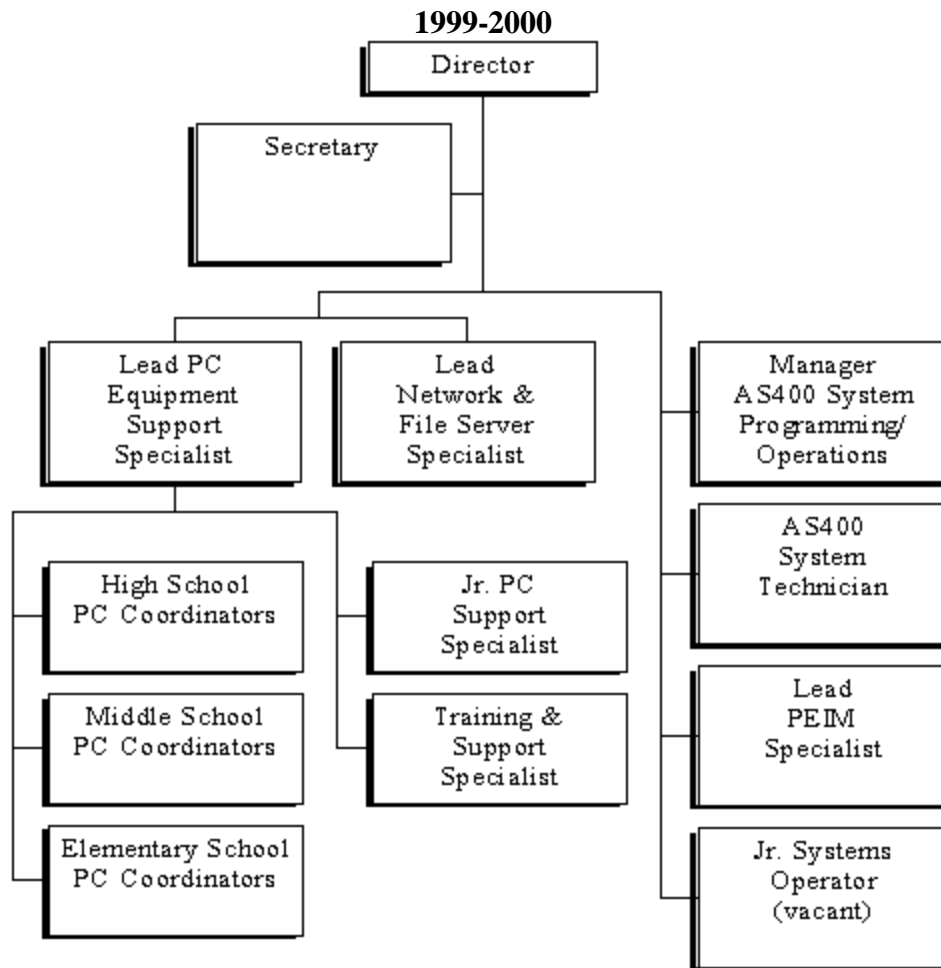 1999-2000
Director
Secretary
Lead PC
Equipment
Support
Specialist
Lead
Network &
File Server
Specialist
Manager
AS400 System
Programming/
Operations
AS400
System
Technician
High School
PC Coordinators
Jr. PC
Support
Specialist
Lead
PEIM
Specialist
Middle School
PC Coordinators
Training &
Support
Specialist
Elementary School
PC Coordinators
Jr. Systems
Operator
(vacant)